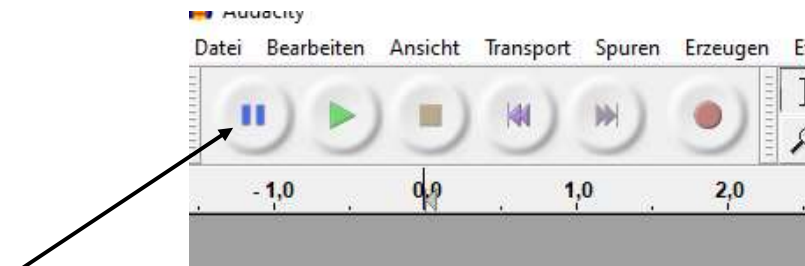 Audacity
Datei Bearbeiten Ansicht Transport Spuren Erzeugen
- 1,0 0,0 1,0 2,0